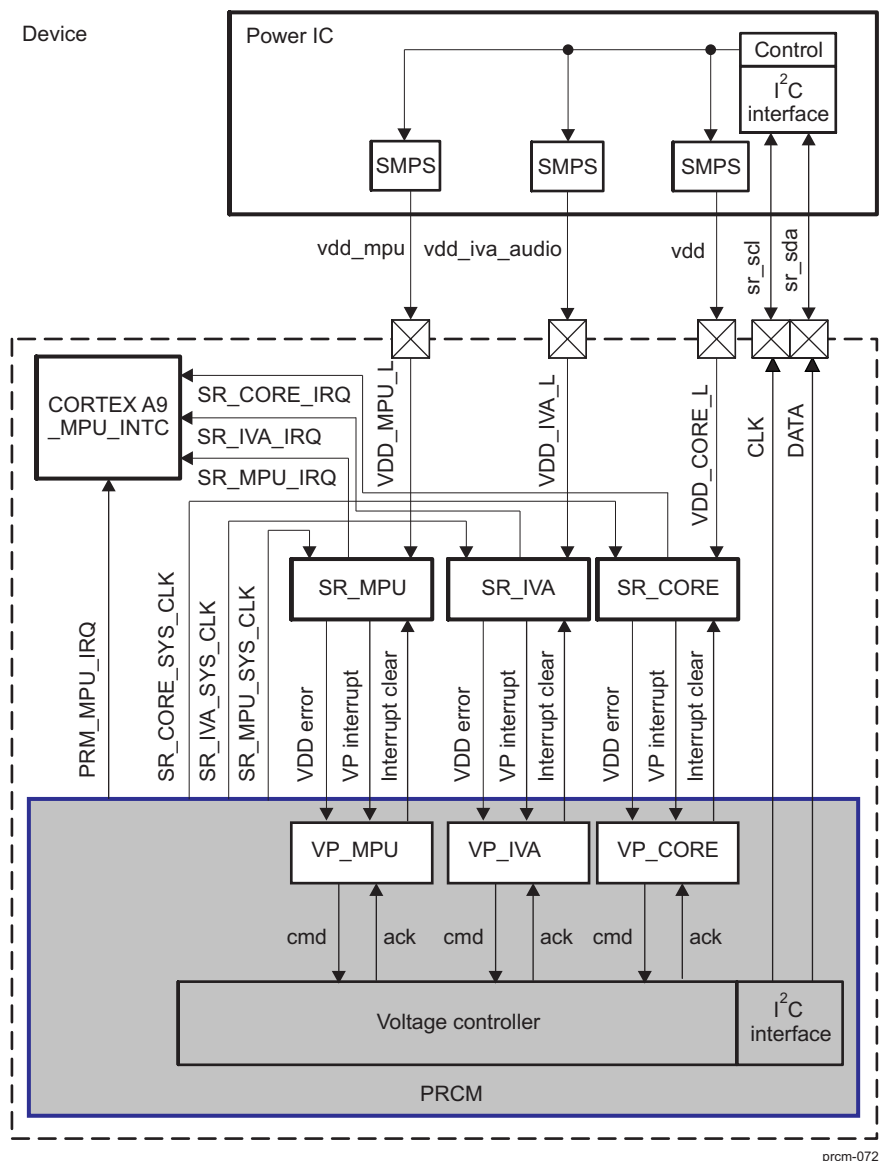 Device
Power IC
Control
I2C
interface
SMPS
SMPS
SMPS
vdd_mpu
vdd_iva_audio
vdd
sr_scl
sr_sda
CORTEX A9
_MPU_INTC
SR_CORE_IRQ
SR_IVA_IRQ
SR_MPU_IRQ
VDD_MPU_L
VDD_IVA_L
VDD_CORE_L
CLK
DATA
SR_MPU
SR_IVA
SR_CORE
PRM_MPU_IRQ
SR_CORE_SYS_CLK
SR_IVA_SYS_CLK
SR_MPU_SYS_CLK
VDD error
VP interrupt
Interrupt clear
VDD error
VP interrupt
Interrupt clear
VDD error
VP interrupt
Interrupt clear
VP_MPU
VP_IVA
VP_CORE
cmd
ack
cmd
ack
cmd
ack
Voltage controller
I2C
interface
PRCM
prcm-072